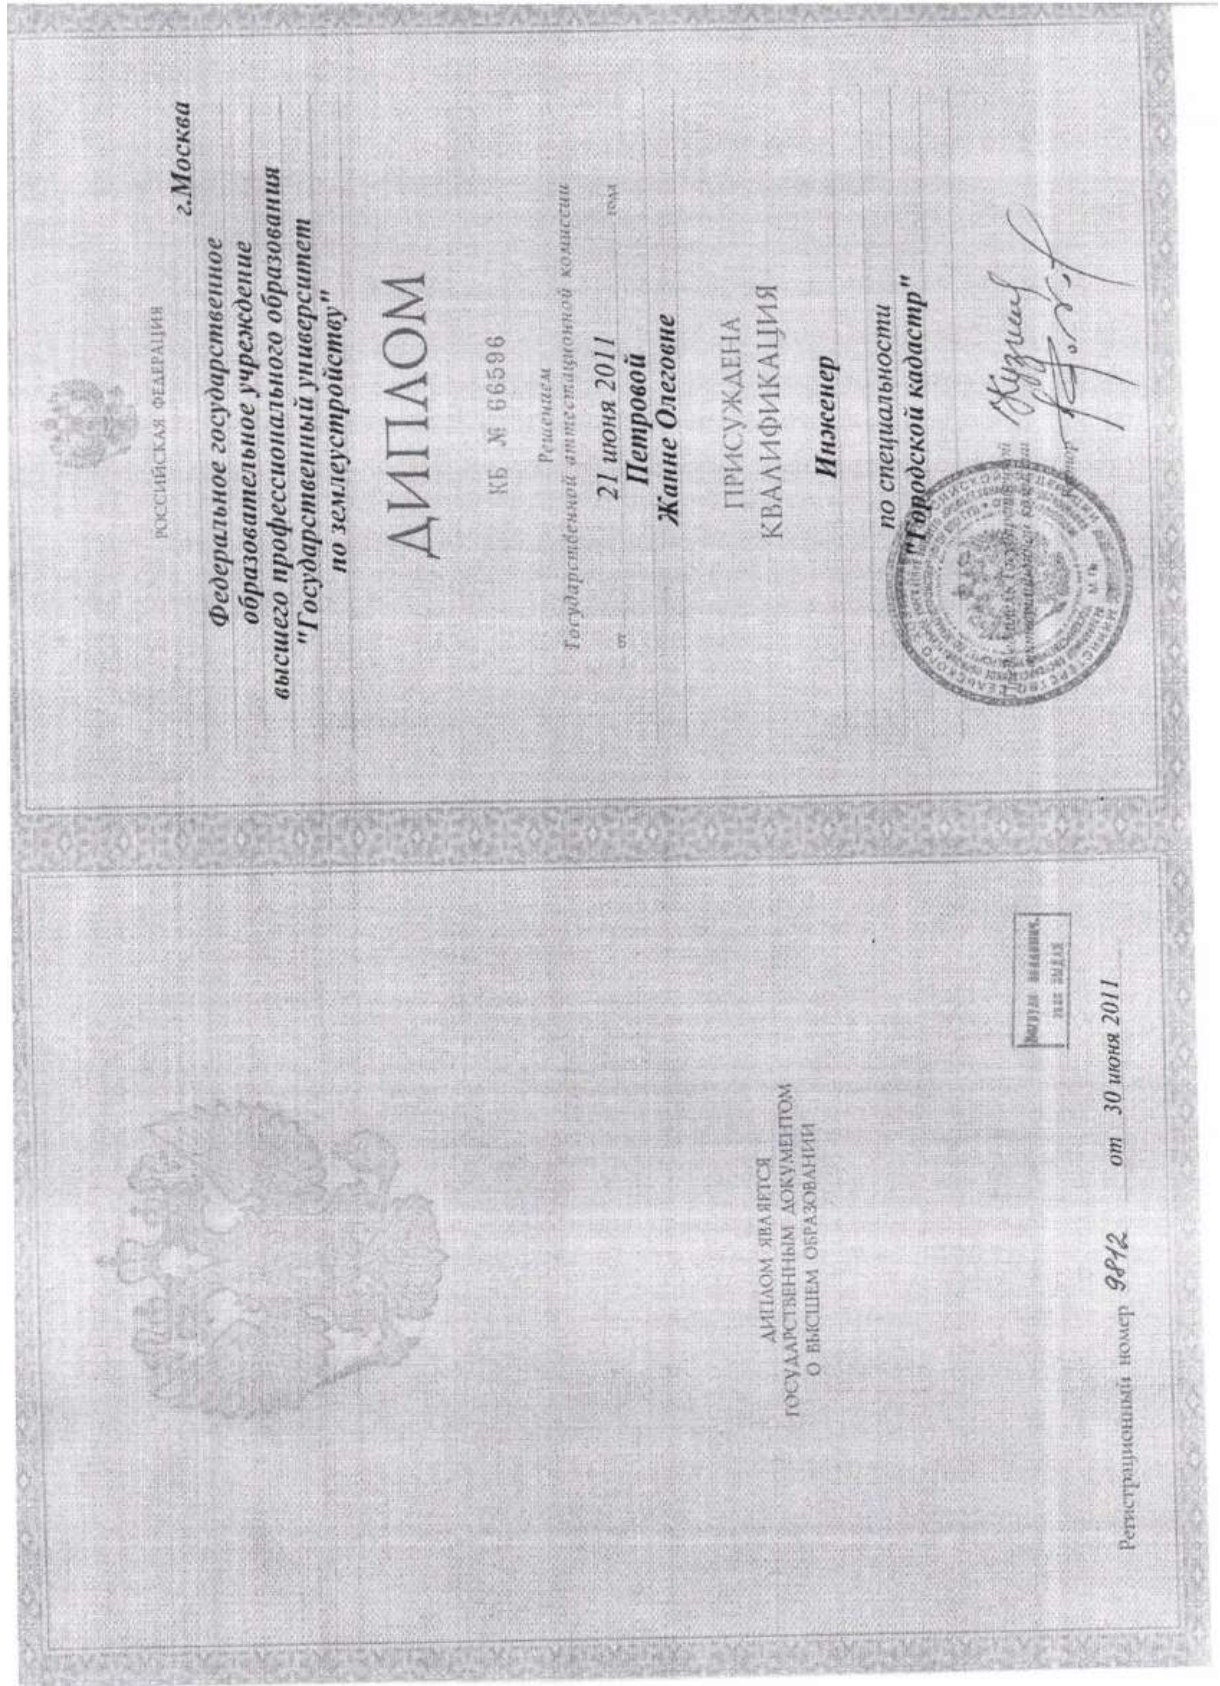 ДИПЛОМ ЯВЛЯЕТСЯ
ГОСУДАРСТВЕННЫМ ДОКУМЕНТОМ
О ВЫСШЕМ ОБРАЗОВАНИИ
Регистрационный номер 9812 от 30 июня 2011
РОССИЙСКАЯ ФЕДЕРАЦИЯ
г.Москва
Федеральное государственное
образовательное учреждение
высшего профессионального образования
"Государственный университет
по землеустройству"
ДИПЛОМ
КБ № 66596
Решением
Государственной аттестационной комиссии
от 21 июня 2011 года
Петровой
Жанне Олеговне
ПРИСУЖДЕНА
КВАЛИФИКАЦИЯ
Инженер
по специальности
"Городской кадастр"
М.П.